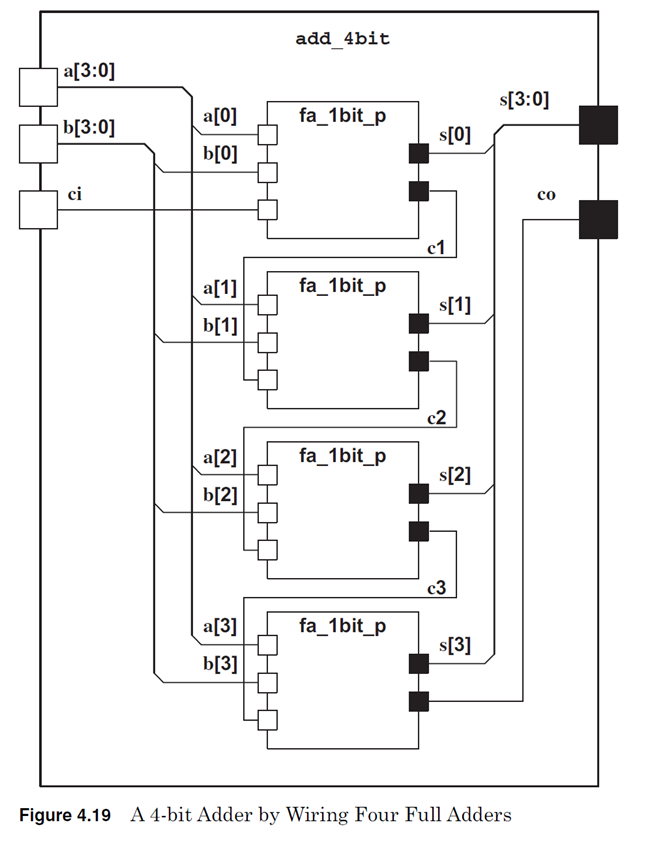 add_4bit
a[3:0]
s[3:0]
a[0]
fa_1bit_p
b[3:0]
s[0]
b[0]
ci
co
c1
a[1]
fa_1bit_p
s[1]
b[1]
c2
a[2]
fa_1bit_p
s[2]
b[2]
c3
a[3]
fa_1bit_p
s[3]
b[3]
Figure 4.19 A 4-bit Adder by Wiring Four Full Adders